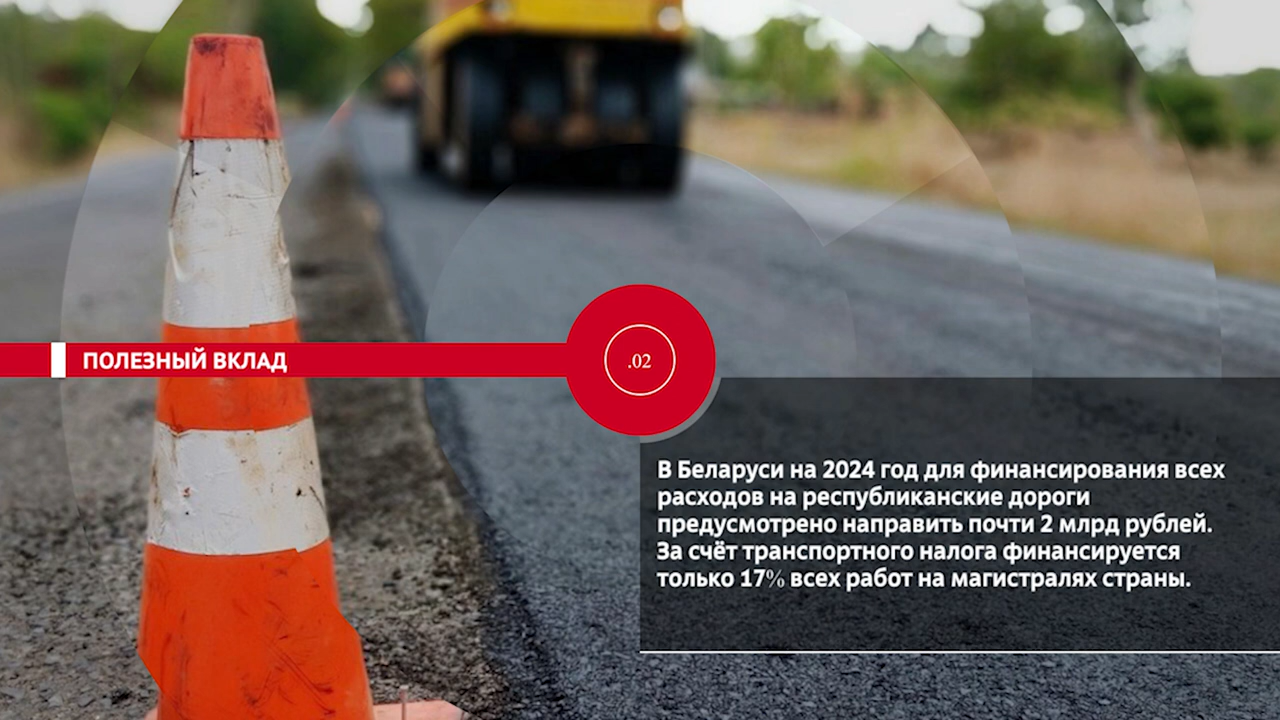 ПОЛЕЗНЫЙ ВКЛАД
.02
В Беларуси на 2024 год для финансирования всех
расходов на республиканские дороги
предусмотрено направить почти 2 млрд рублей.
За счёт транспортного налога финансируется
только 17% всех работ на магистралях страны.